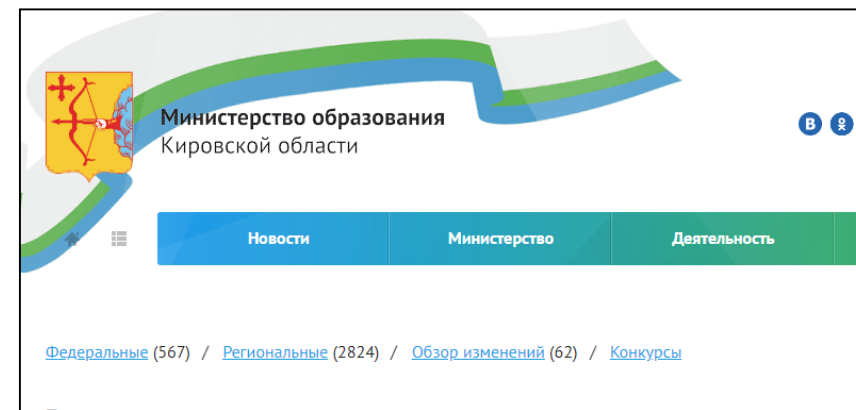 Министерство образования
Кировской области
Новости Министерство Деятельность
Федеральные (567) / Региональные (2824) / Обзор изменений (62) / Конкурсы